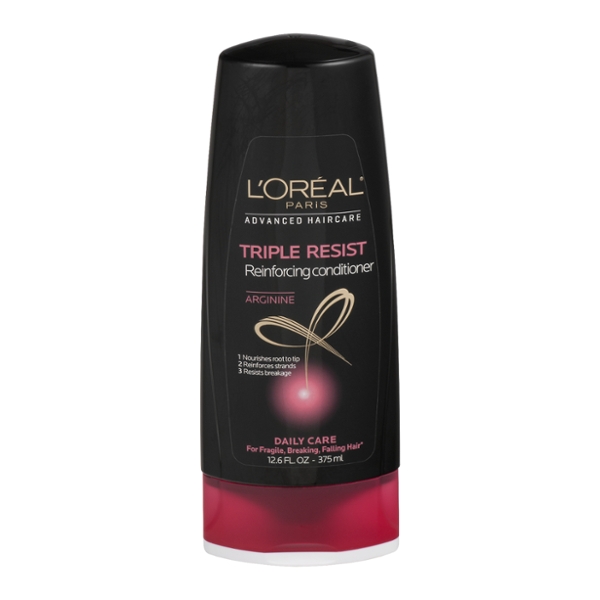 L'ORÉAL®
PARIS
ADVANCED HAIRCARE
TRIPLE RESIST
Reinforcing conditioner
ARGININE
1 Nourishes root to tip
2 Reinforces strands
3 Resists breakage
DAILY CARE
For Fragile, Breaking, Falling Hair*
12.6 FL. OZ - 375 mL